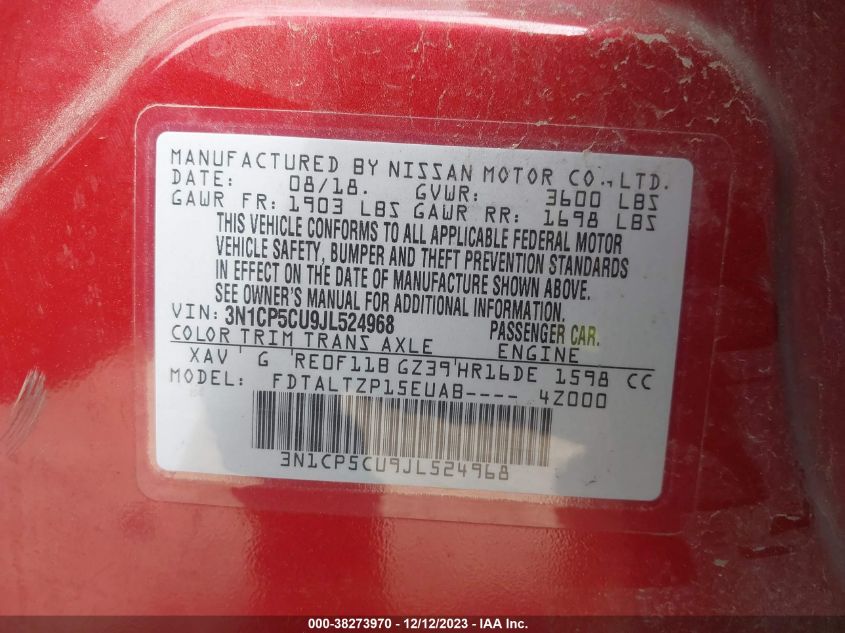 MANUFACTURED BY NISSAN MOTOR CO., LTD.
DATE: 08/18. GVWR: 3600 LBS
GAWR FR: 1903 LBS GAWR RR: 1698 LBS
THIS VEHICLE CONFORMS TO ALL APPLICABLE FEDERAL MOTOR
VEHICLE SAFETY, BUMPER AND THEFT PREVENTION STANDARDS
IN EFFECT ON THE DATE OF MANUFACTURE SHOWN ABOVE.
SEE OWNER'S MANUAL FOR ADDITIONAL INFORMATION.
VIN: 3N1CP5CU9JL524968 PASSENGER CAR.
COLOR TRIM TRANS AXLE ENGINE
XAV G RE0F11B GZ39 HR16DE 1598 CC
MODEL: FDTALTZP15EUAB---- 4Z000
3N1CP5CU9JL524968
000-38273970 - 12/12/2023 - IAA Inc.